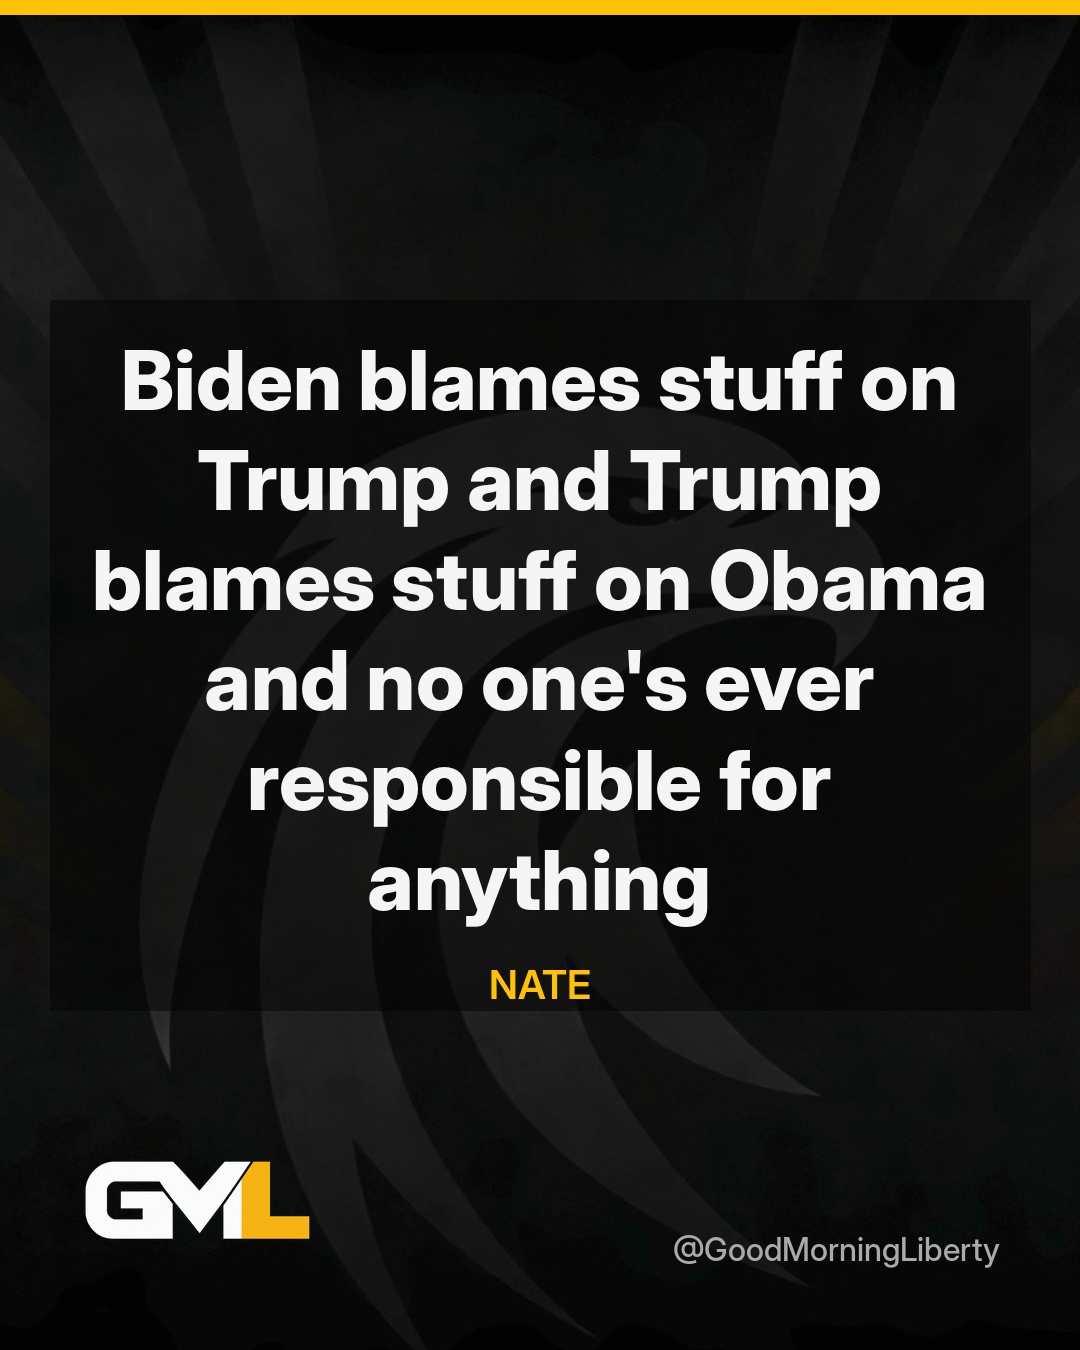 Biden blames stuff on
Trump and Trump
blames stuff on Obama
and no one's ever
responsible for
anything
NATE
GML
@GoodMorningLiberty